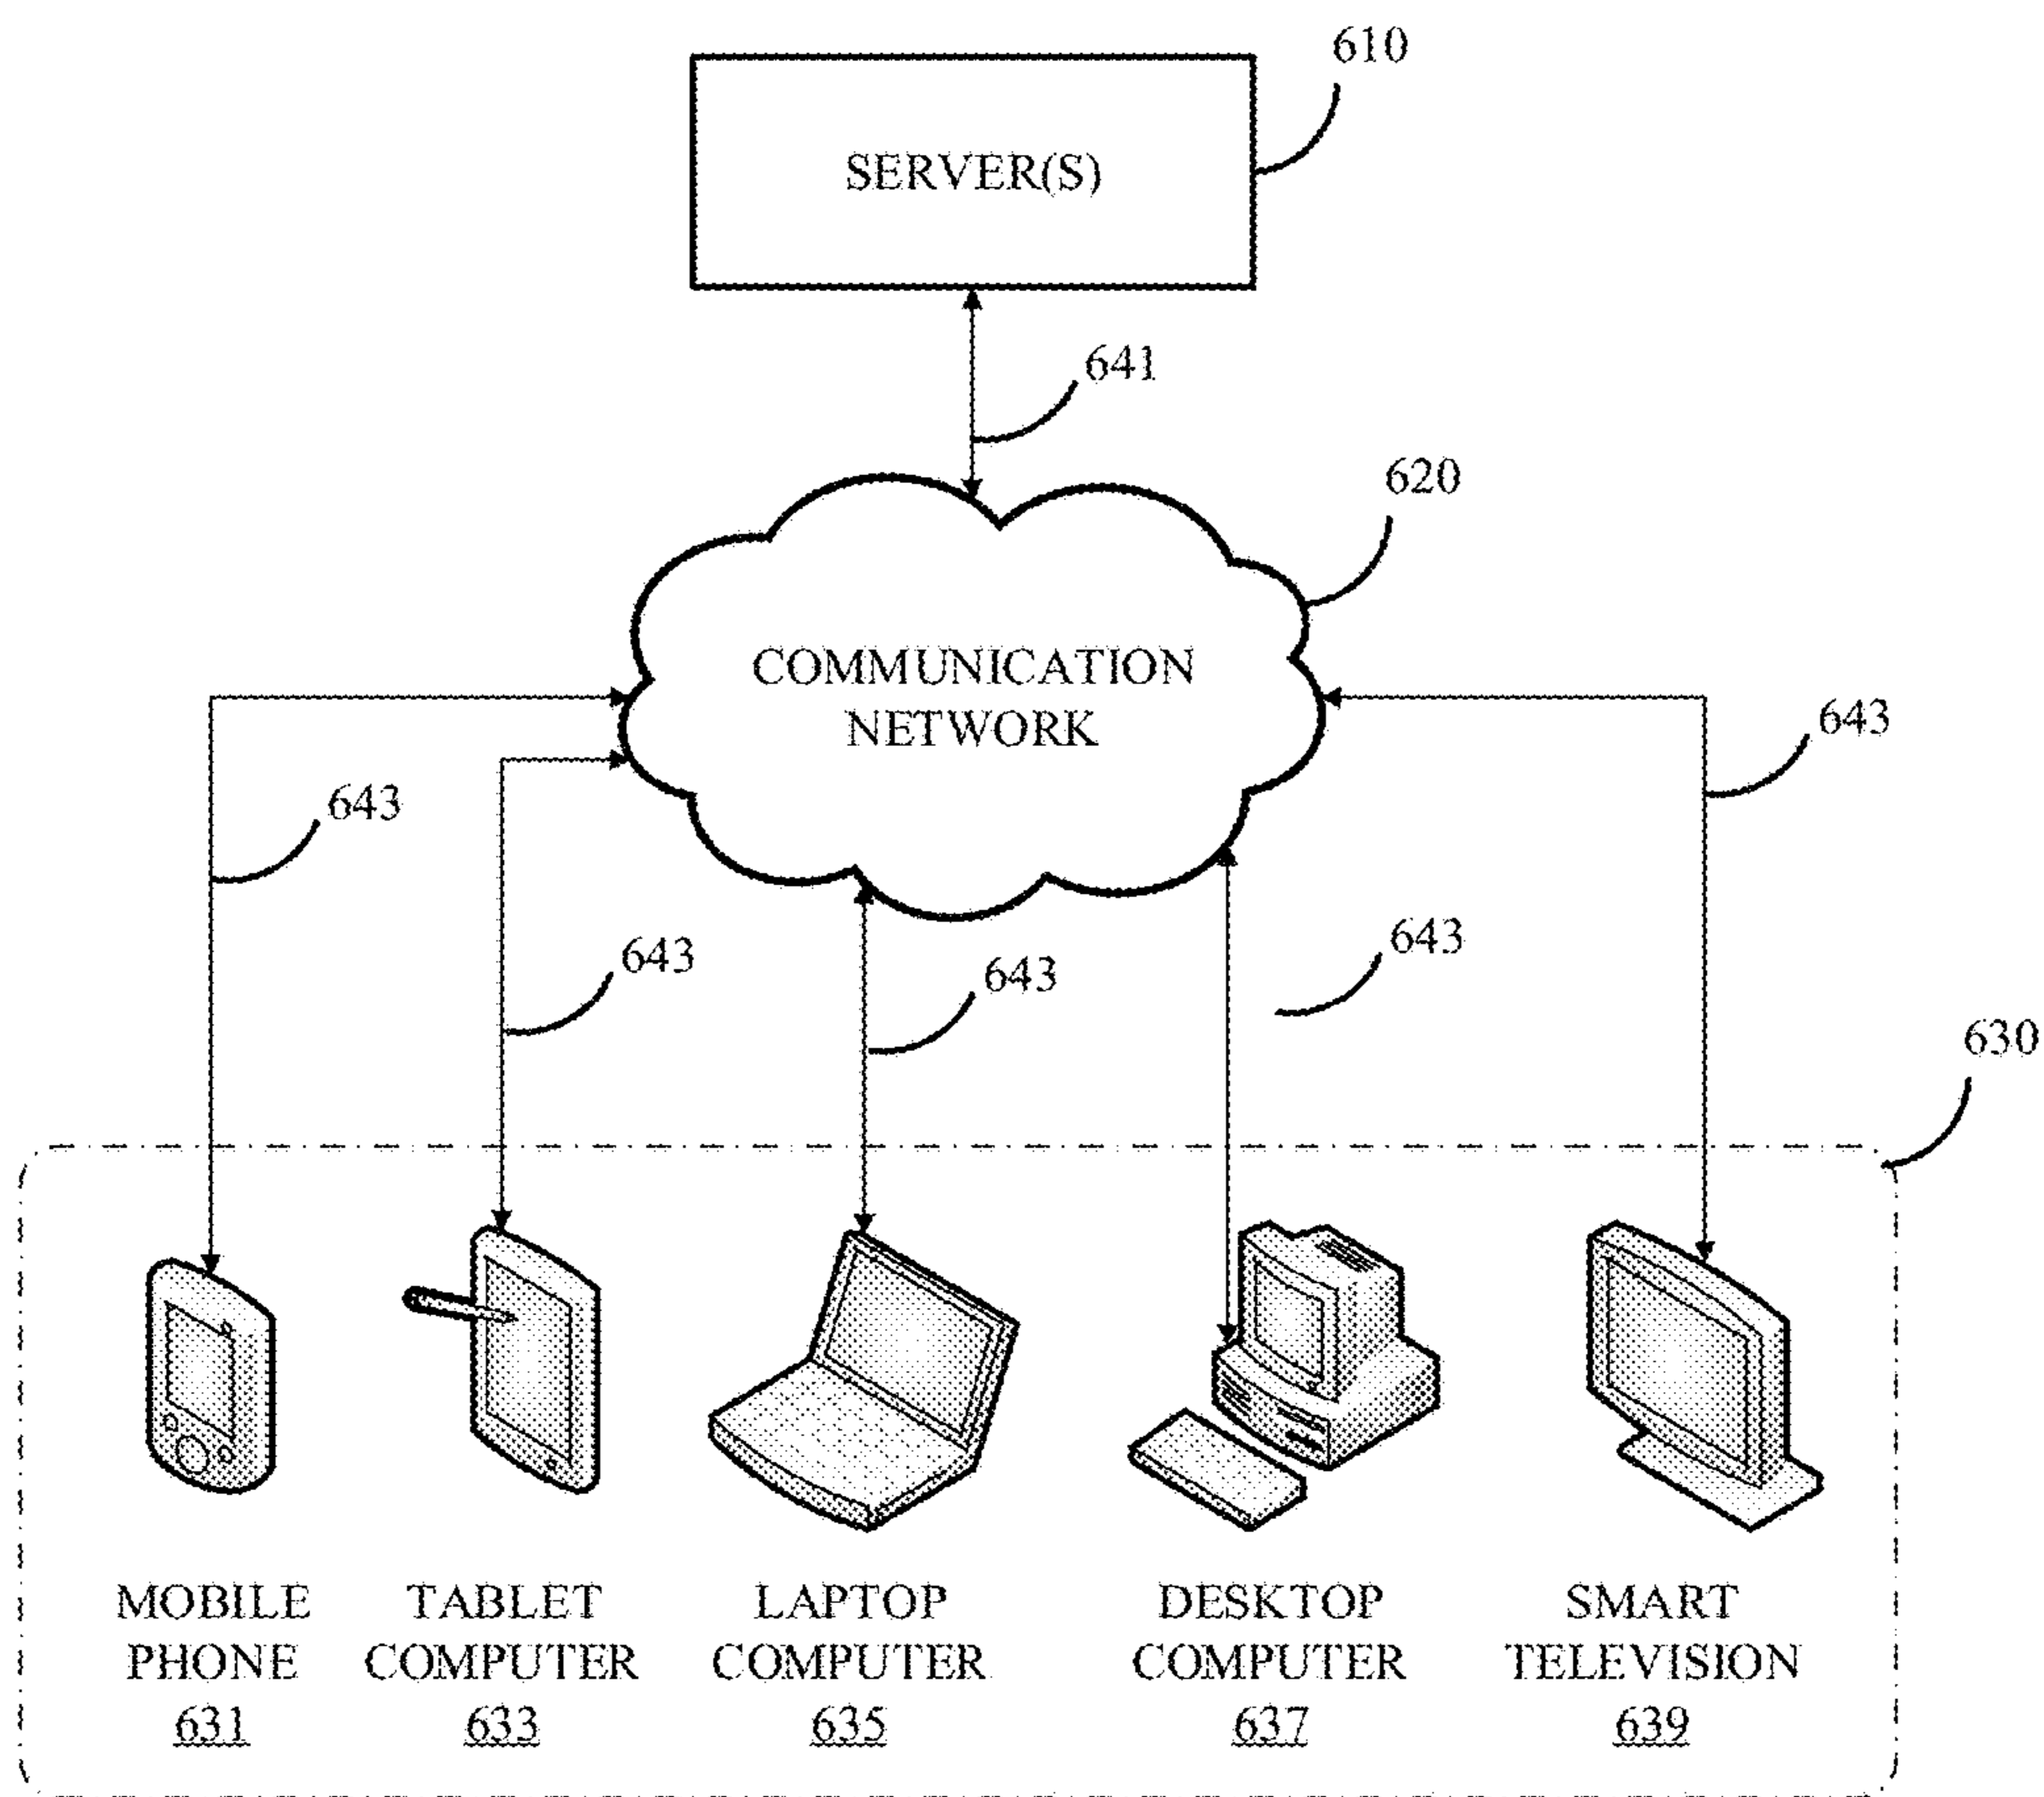 610
SERVER(S)
641
620
COMMUNICATION
NETWORK
643
643
643
643
643
630
MOBILE
PHONE
631
TABLET
COMPUTER
633
LAPTOP
COMPUTER
635
DESKTOP
COMPUTER
637
SMART
TELEVISION
639